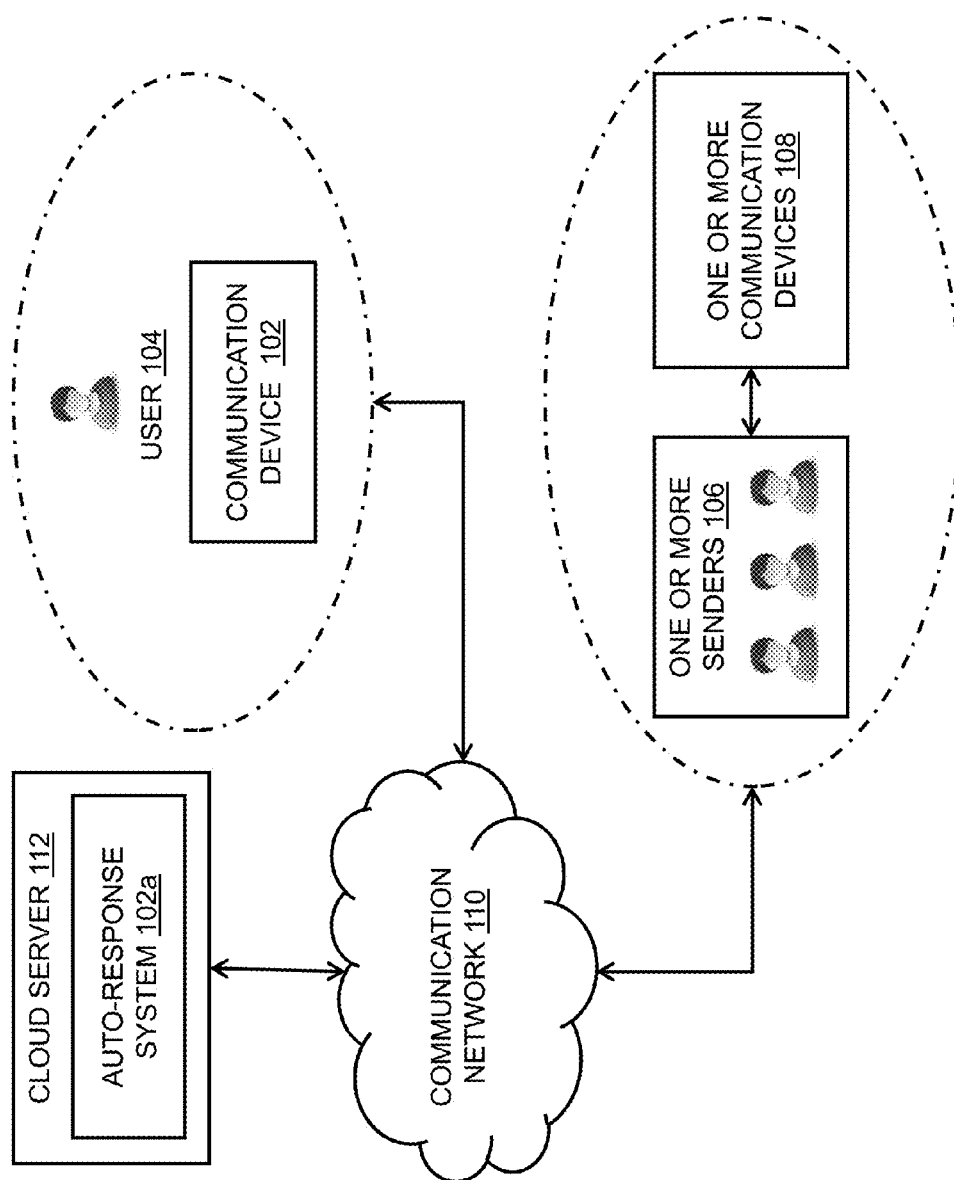 CLOUD SERVER 112
AUTO-RESPONSE
SYSTEM 102a
COMMUNICATION
NETWORK 110
USER 104
COMMUNICATION
DEVICE 102
ONE OR MORE
SENDERS 106
ONE OR MORE
COMMUNICATION
DEVICES 108